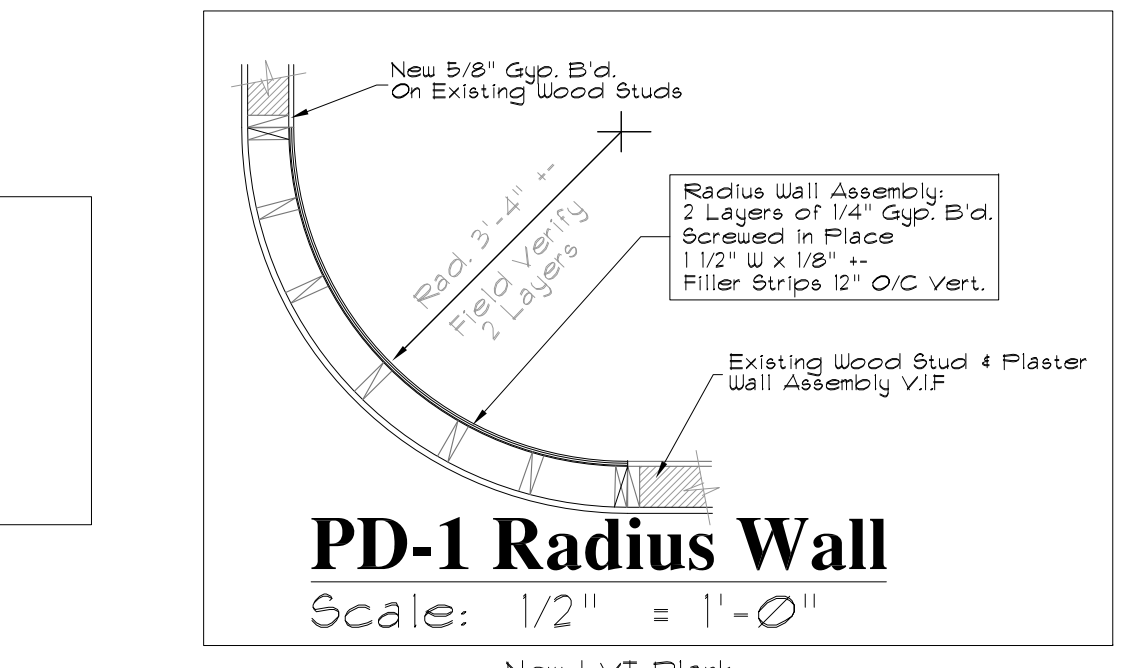 New 5/8" Gyp. B'd.
On Existing Wood Studs
Rad. 3'-4" +-
Field Verify
2 Layers
Radius Wall Assembly:
2 Layers of 1/4" Gyp. B'd.
Screwed in Place
1 1/2" W x 1/8" +-
Filler Strips 12" O/C Vert.
Existing Wood Stud & Plaster
Wall Assembly V.I.F
PD-1 Radius Wall
Scale: 1/2" = 1'-0"